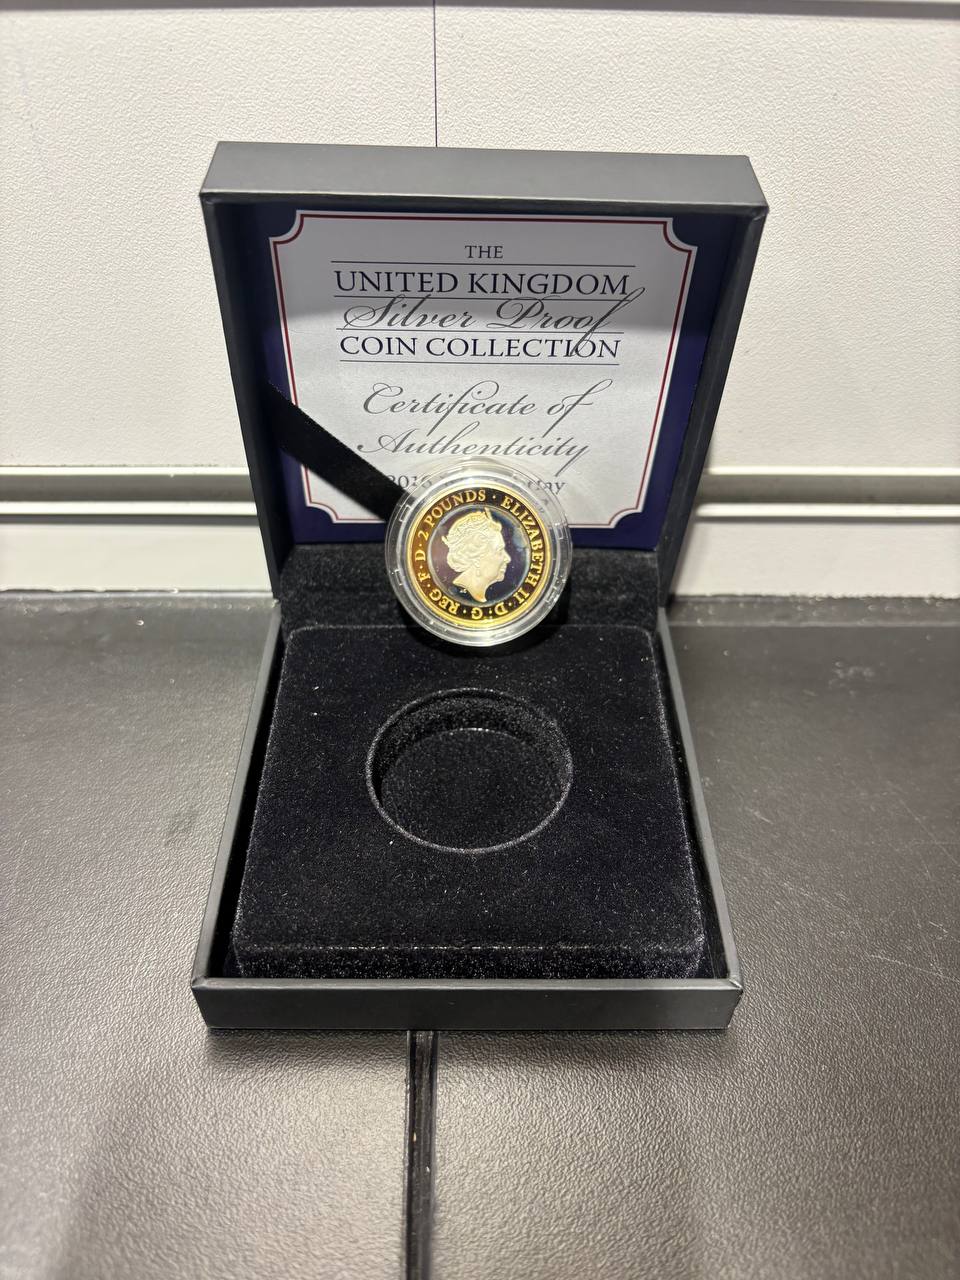 THE
UNITED KINGDOM
Silver Proof
COIN COLLECTION
Certificate of
Authenticity
ELIZABETH II · D · G · REG · F · D · 2 POUNDS